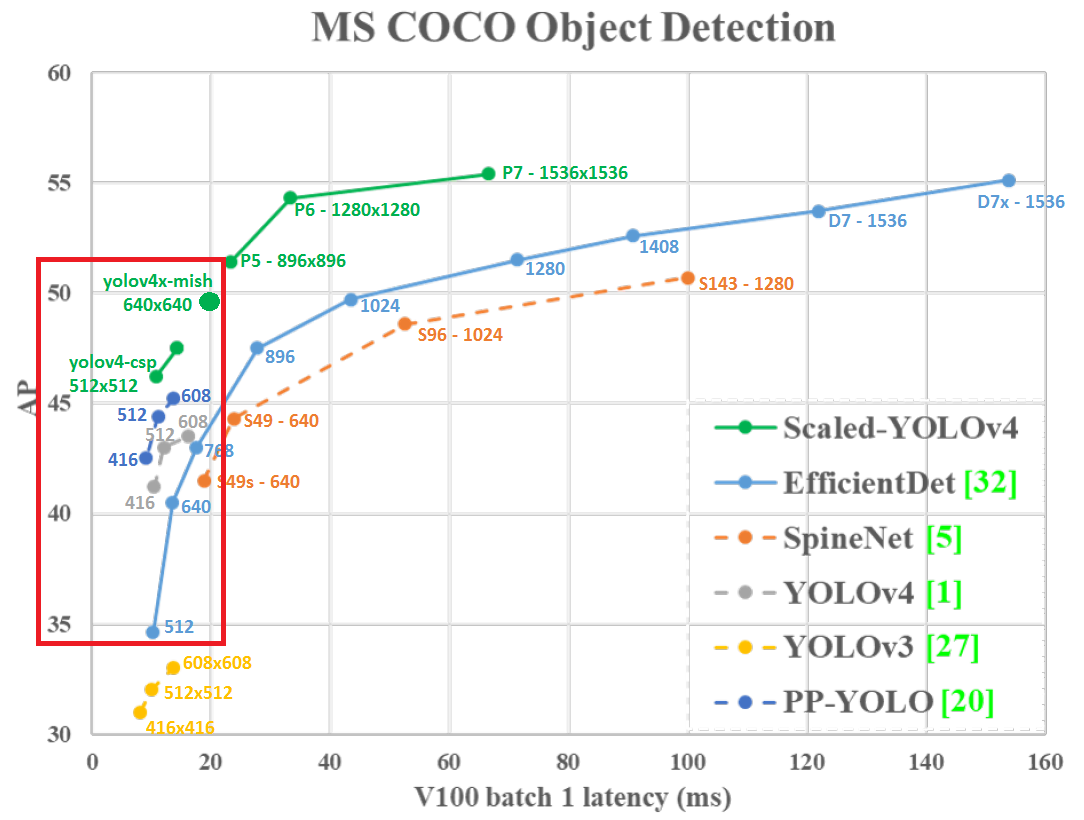 MS COCO Object Detection
60
55
50
45
40
35
30
AP
P7 - 1536x1536
P6 - 1280x1280
D7x - 1536
D7 - 1536
1408
P5 - 896x896
1280
yolov4x-mish
640x640
1024
S143 - 1280
S96 - 1024
896
yolov4-csp
512x512
608
512
608
512
S49 - 640
768
416
S49s - 640
416
640
512
608x608
512x512
416x416
Scaled-YOLOv4
EfficientDet [32]
SpineNet [5]
YOLOv4 [1]
YOLOv3 [27]
PP-YOLO [20]
0 20 40 60 80 100 120 140 160
V100 batch 1 latency (ms)